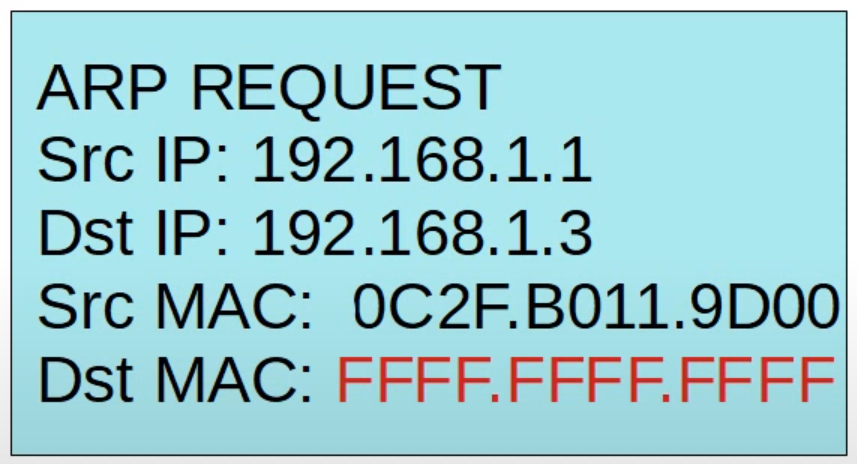 ARP REQUEST
Src IP: 192.168.1.1
Dst IP: 192.168.1.3
Src MAC: 0C2F.B011.9D00
Dst MAC: FFFF.FFFF.FFFF